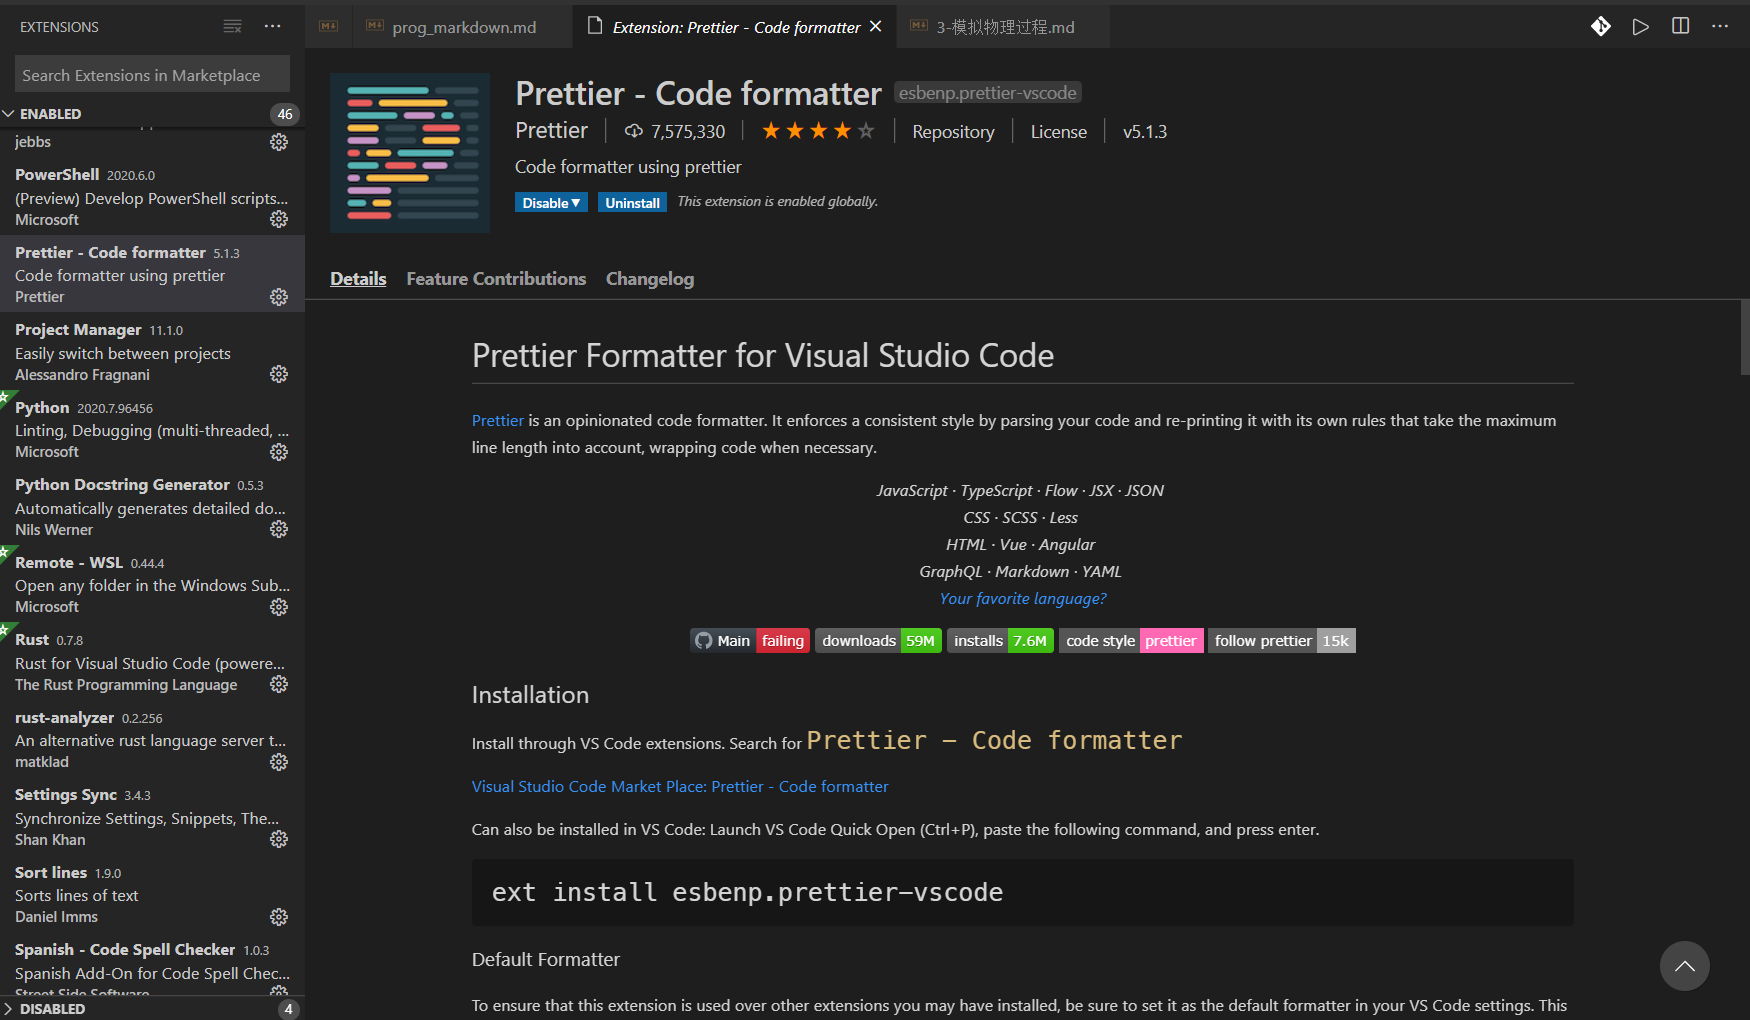 EXTENSIONS
Search Extensions in Marketplace
ENABLED 46
jebbs
PowerShell 2020.6.0
(Preview) Develop PowerShell scripts...
Microsoft
Prettier - Code formatter 5.1.3
Code formatter using prettier
Prettier
Project Manager 11.1.0
Easily switch between projects
Alessandro Fragnani
Python 2020.7.96456
Linting, Debugging (multi-threaded, ...
Microsoft
Python Docstring Generator 0.5.3
Automatically generates detailed do...
Nils Werner
Remote - WSL 0.44.4
Open any folder in the Windows Sub...
Microsoft
Rust 0.7.8
Rust for Visual Studio Code (powere...
The Rust Programming Language
rust-analyzer 0.2.256
An alternative rust language server t...
matklad
Settings Sync 3.4.3
Synchronize Settings, Snippets, The...
Shan Khan
Sort lines 1.9.0
Sorts lines of text
Daniel Imms
Spanish - Code Spell Checker 1.0.3
Spanish Add-On for Code Spell Chec...
Street Side Software
DISABLED 4
prog_markdown.md
Extension: Prettier - Code formatter
3-模拟物理过程.md
Prettier - Code formatter esbenp.prettier-vscode
Prettier 7,575,330 Repository License v5.1.3
Code formatter using prettier
Disable Uninstall This extension is enabled globally.
Details Feature Contributions Changelog
Prettier Formatter for Visual Studio Code
Prettier is an opinionated code formatter. It enforces a consistent style by parsing your code and re-printing it with its own rules that take the maximum
line length into account, wrapping code when necessary.
JavaScript · TypeScript · Flow · JSX · JSON
CSS · SCSS · Less
HTML · Vue · Angular
GraphQL · Markdown · YAML
Your favorite language?
Main failing downloads 59M installs 7.6M code style prettier follow prettier 15k
Installation
Install through VS Code extensions. Search for Prettier - Code formatter
Visual Studio Code Market Place: Prettier - Code formatter
Can also be installed in VS Code: Launch VS Code Quick Open (Ctrl+P), paste the following command, and press enter.
ext install esbenp.prettier-vscode
Default Formatter
To ensure that this extension is used over other extensions you may have installed, be sure to set it as the default formatter in your VS Code settings. This